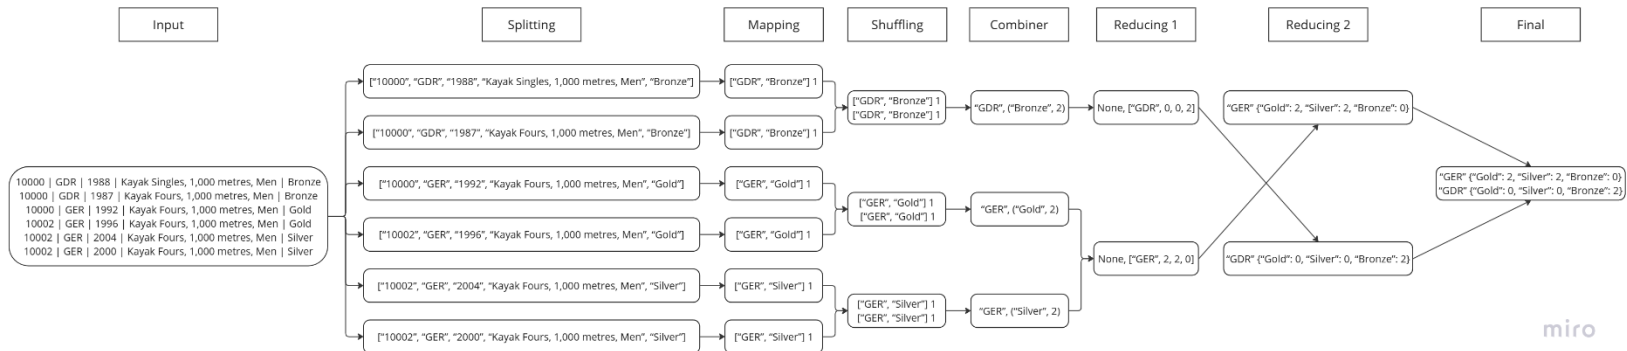 Input
Splitting
Mapping
Shuffling
Combiner
Reducing 1
Reducing 2
Final
10000 | GDR | 1988 | Kayak Singles, 1,000 metres, Men | Bronze
10000 | GDR | 1987 | Kayak Fours, 1,000 metres, Men | Bronze
10000 | GER | 1992 | Kayak Fours, 1,000 metres, Men | Gold
10002 | GER | 1996 | Kayak Fours, 1,000 metres, Men | Gold
10002 | GER | 2004 | Kayak Fours, 1,000 metres, Men | Silver
10002 | GER | 2000 | Kayak Fours, 1,000 metres, Men | Silver
[“10000”, “GDR”, “1988”, “Kayak Singles, 1,000 metres, Men”, “Bronze”]
[“10000”, “GDR”, “1987”, “Kayak Fours, 1,000 metres, Men”, “Bronze”]
[“10000”, “GER”, “1992”, “Kayak Fours, 1,000 metres, Men”, “Gold”]
[“10002”, “GER”, “1996”, “Kayak Fours, 1,000 metres, Men”, “Gold”]
[“10002”, “GER”, “2004”, “Kayak Fours, 1,000 metres, Men”, “Silver”]
[“10002”, “GER”, “2000”, “Kayak Fours, 1,000 metres, Men”, “Silver”]
[“GDR”, “Bronze”] 1
[“GDR”, “Bronze”] 1
[“GER”, “Gold”] 1
[“GER”, “Gold”] 1
[“GER”, “Silver”] 1
[“GER”, “Silver”] 1
[“GDR”, “Bronze”] 1
[“GDR”, “Bronze”] 1
[“GER”, “Gold”] 1
[“GER”, “Gold”] 1
[“GER”, “Silver”] 1
[“GER”, “Silver”] 1
“GDR”, (“Bronze”, 2)
“GER”, (“Gold”, 2)
“GER”, (“Silver”, 2)
None, [“GDR”, 0, 0, 2]
None, [“GER”, 2, 2, 0]
“GER” {“Gold”: 2, “Silver”: 2, “Bronze”: 0}
“GDR” {“Gold”: 0, “Silver”: 0, “Bronze”: 2}
“GER” {“Gold”: 2, “Silver”: 2, “Bronze”: 0}
“GDR” {“Gold”: 0, “Silver”: 0, “Bronze”: 2}
miro